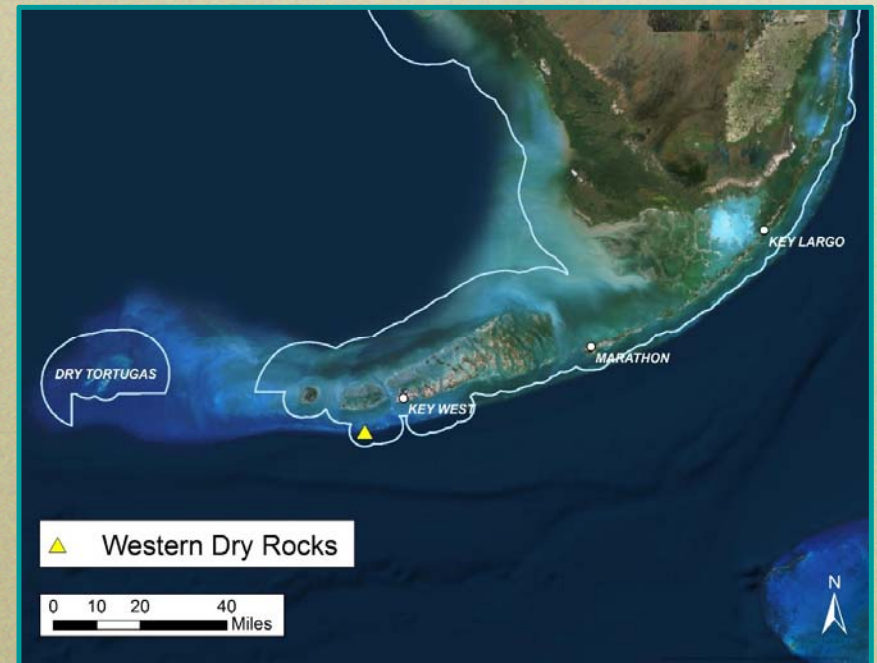 KEY LARGO
MARATHON
DRY TORTUGAS
KEY WEST
Western Dry Rocks
0 10 20 40
Miles
N